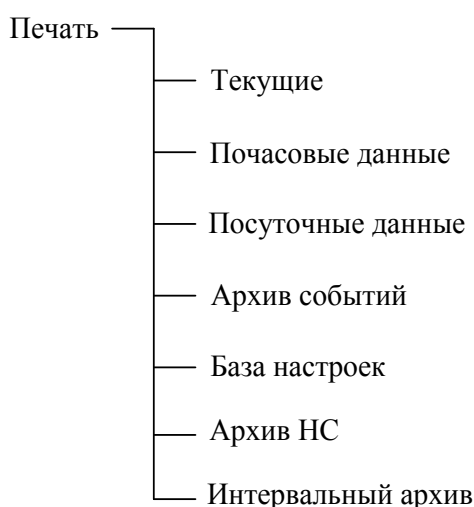 Печать
Текущие
Почасовые данные
Посуточные данные
Архив событий
База настроек
Архив НС
Интервальный архив